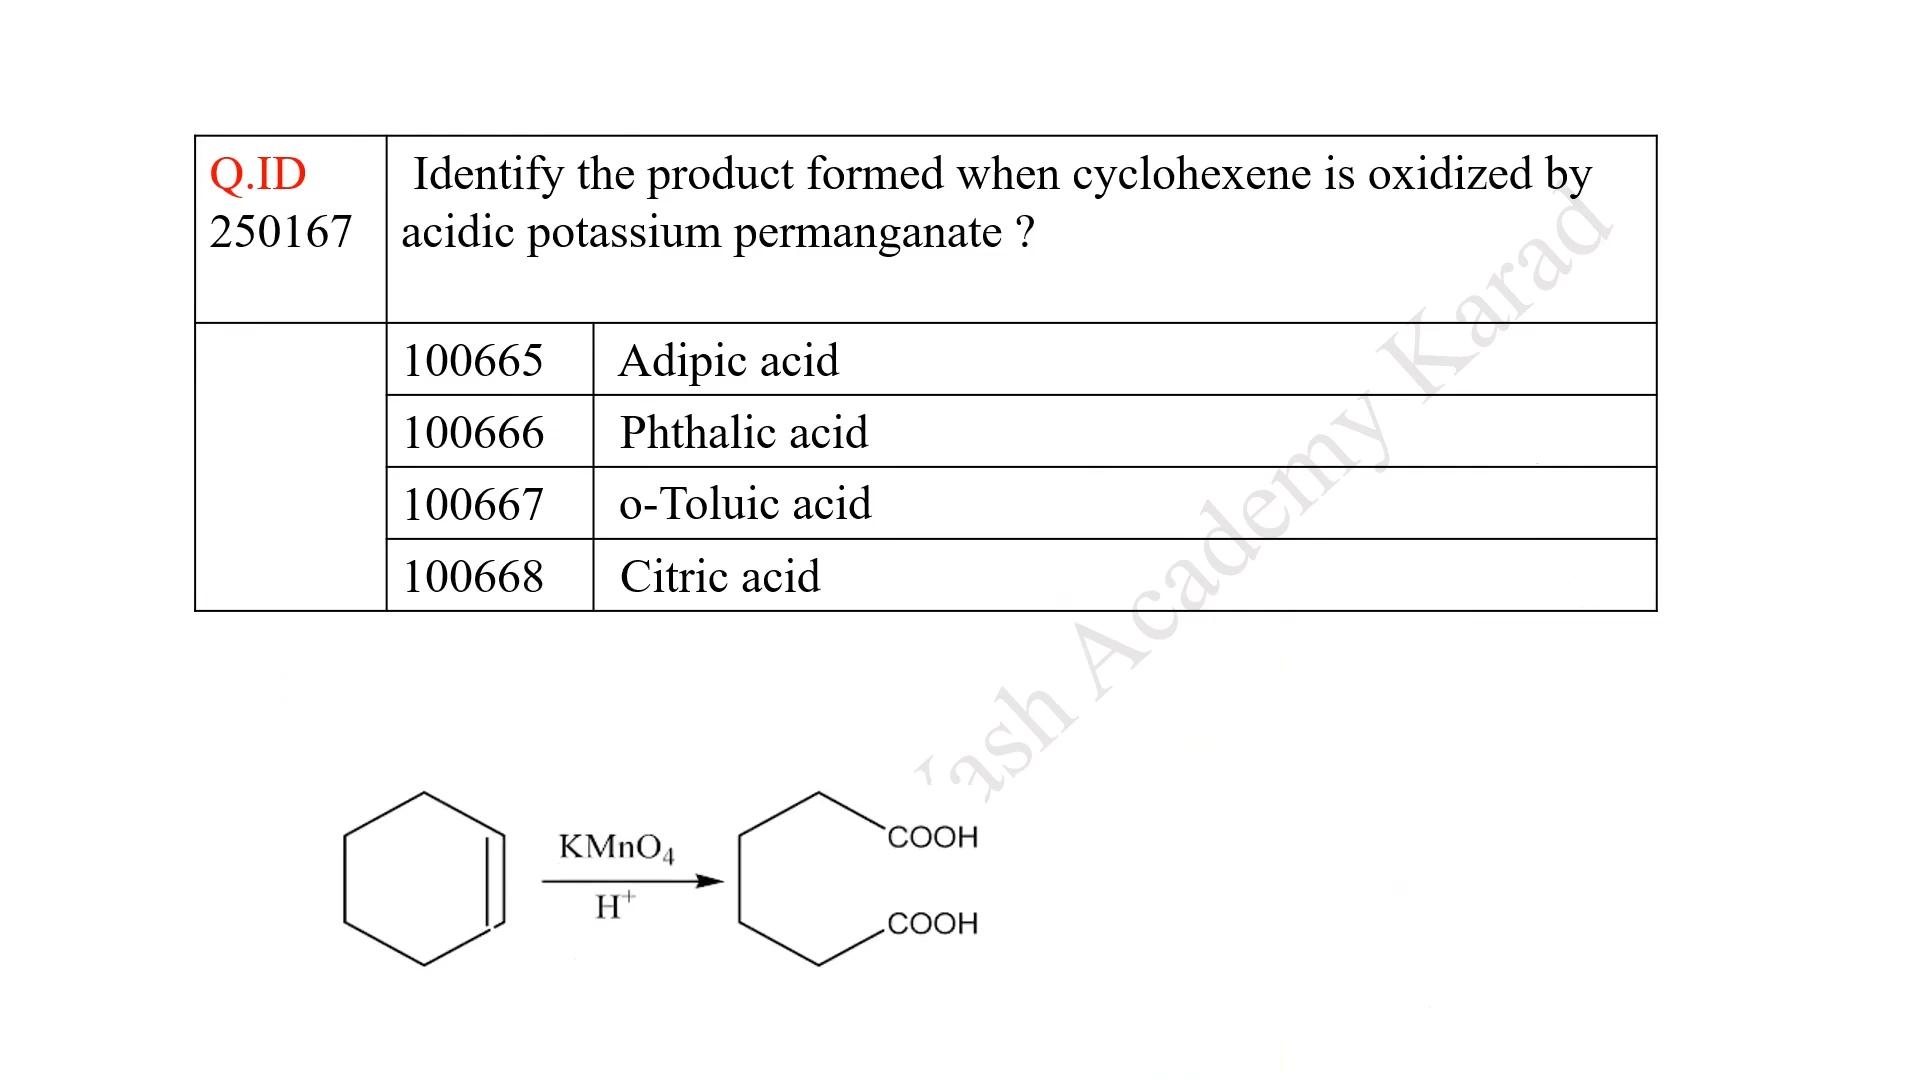 Q.ID
250167
Identify the product formed when cyclohexene is oxidized by
acidic potassium permanganate ?
100665 Adipic acid
100666 Phthalic acid
100667 o-Toluic acid
100668 Citric acid
Academy Karad
KMnO₄
H⁺
COOH
COOH